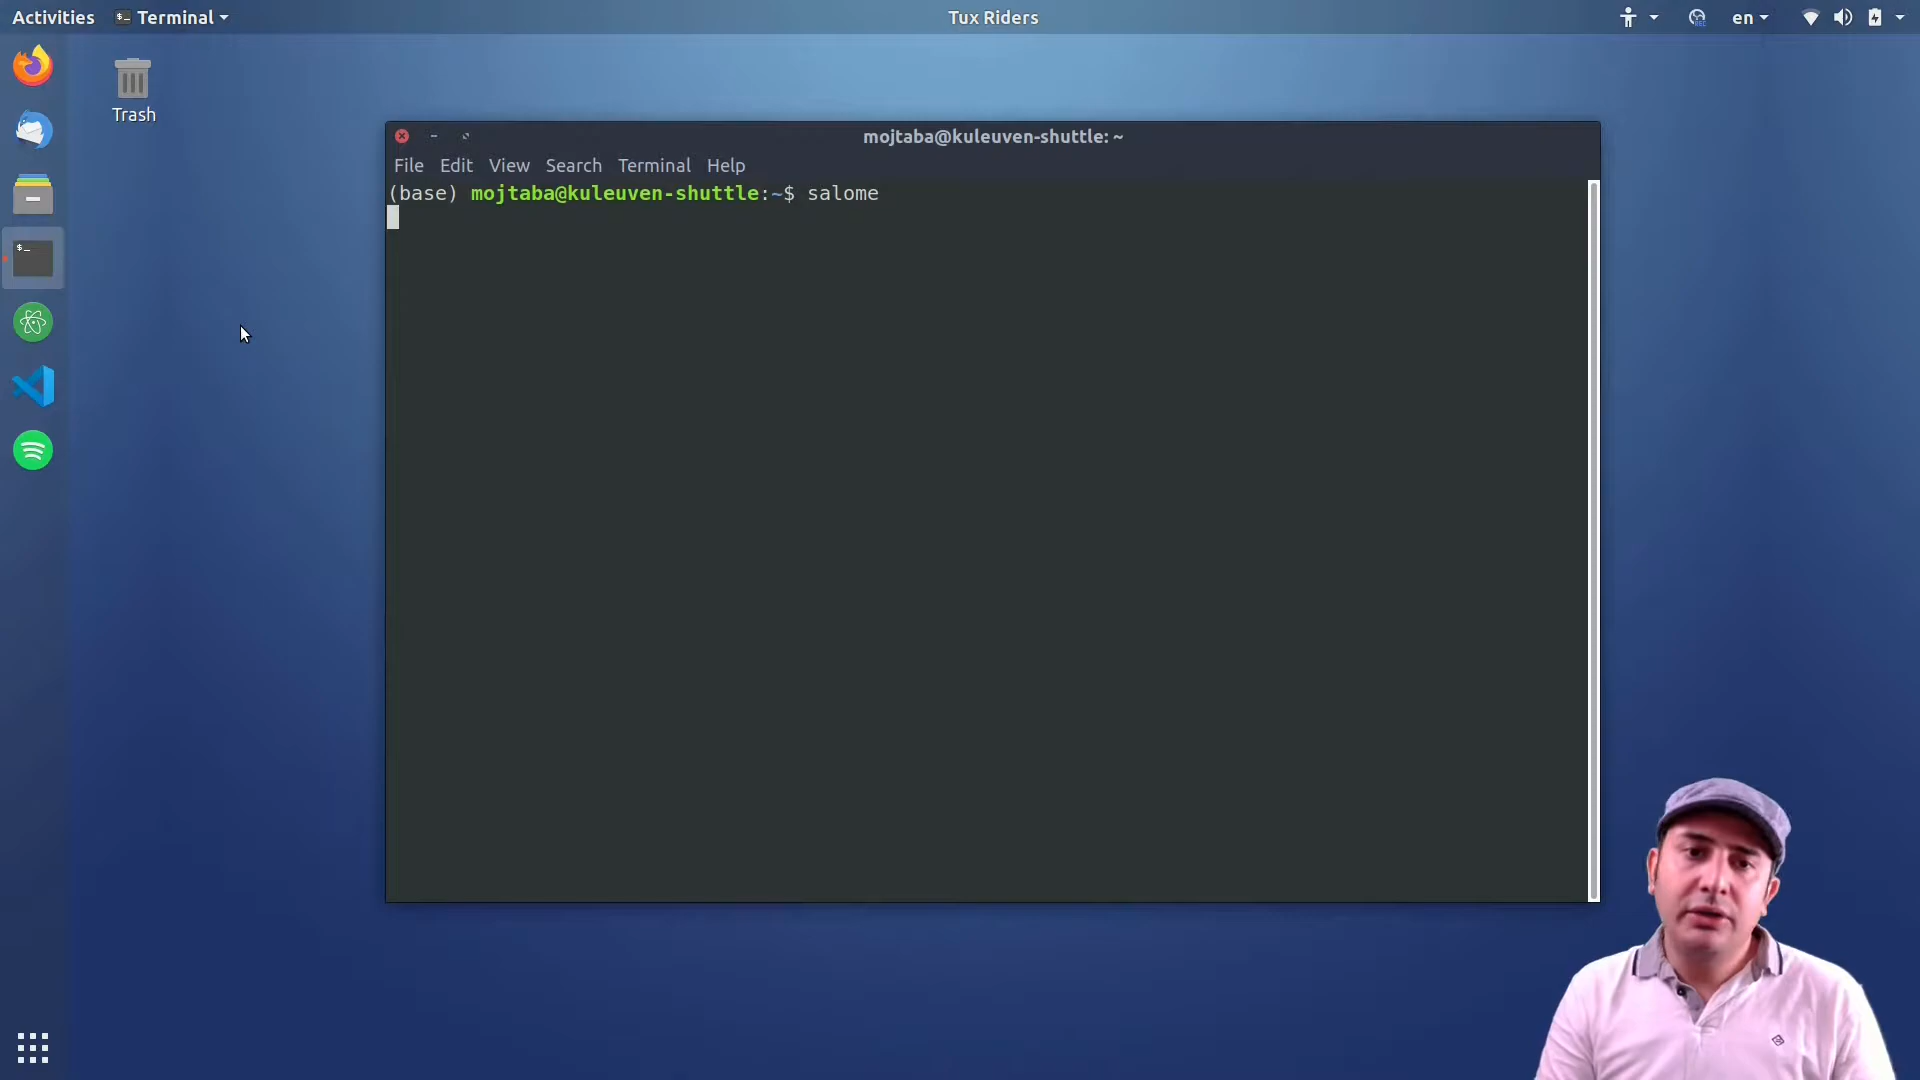 Activities
Terminal
Tux Riders
en
Trash
mojtaba@kuleuven-shuttle: ~
File Edit View Search Terminal Help
(base) mojtaba@kuleuven-shuttle:~$ salome